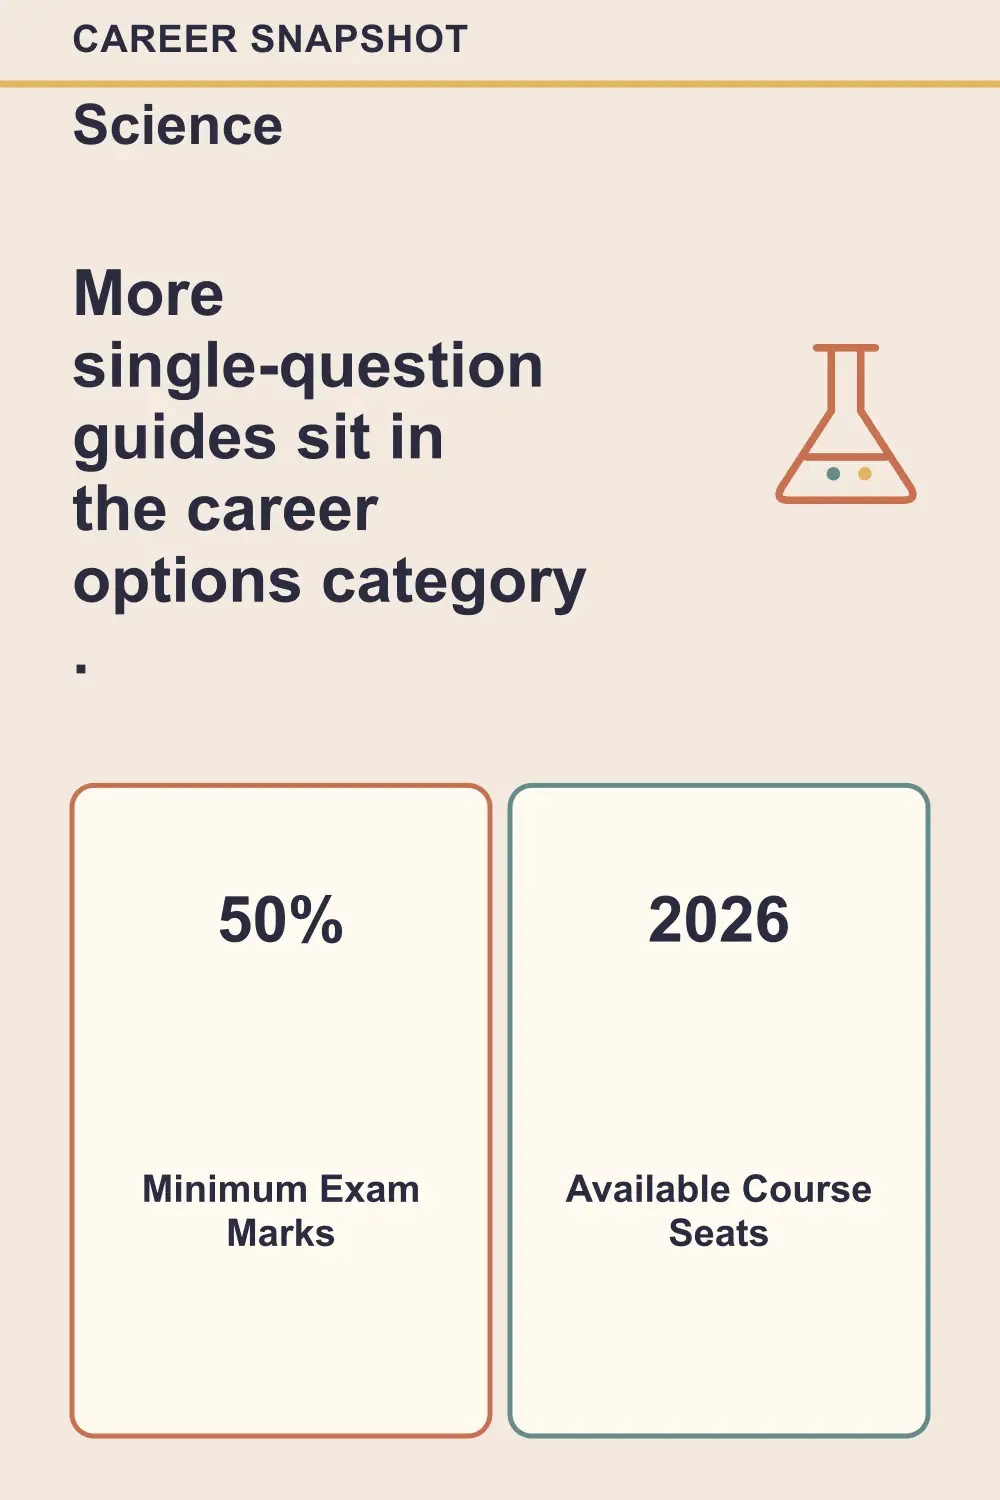 CAREER SNAPSHOT
Science
More
single-question
guides sit in
the career
options category
.
50%
Minimum Exam
Marks
2026
Available Course
Seats